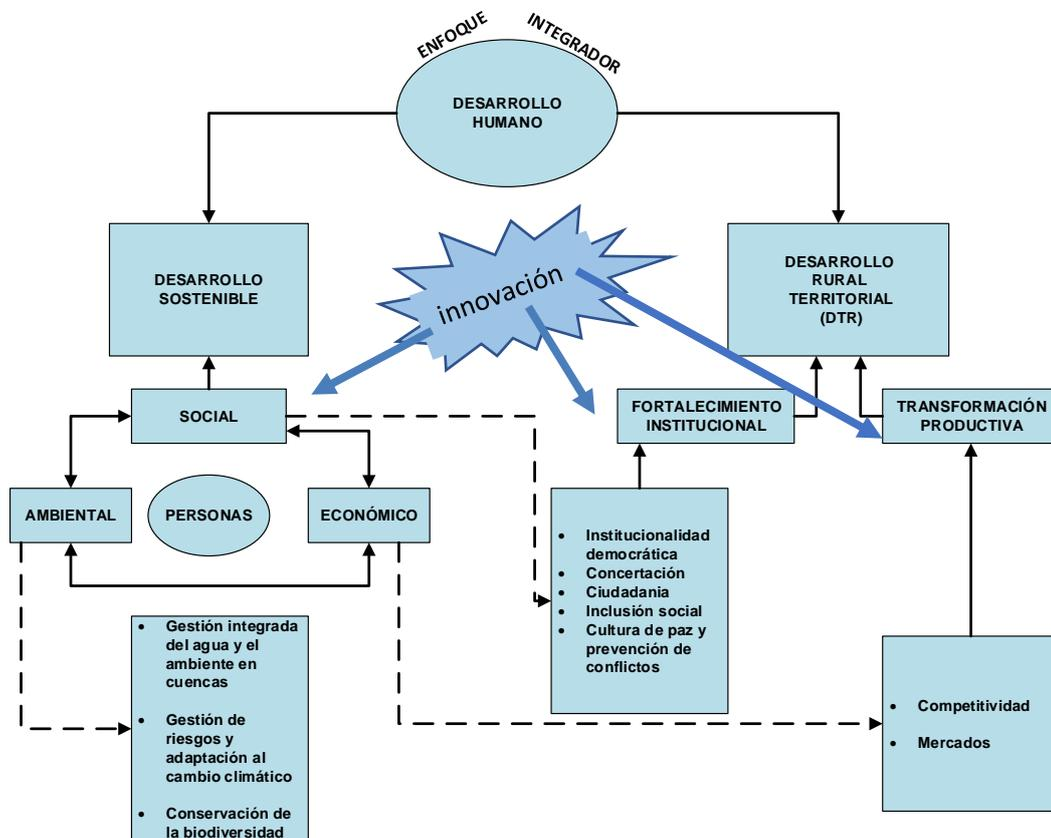 ENFOQUE INTEGRADOR
DESARROLLO
HUMANO
DESARROLLO
SOSTENIBLE
innovación
DESARROLLO
RURAL
TERRITORIAL
(DTR)
SOCIAL
FORTALECIMIENTO
INSTITUCIONAL
TRANSFORMACIÓN
PRODUCTIVA
AMBIENTAL
PERSONAS
ECONÓMICO
• Institucionalidad
democrática
• Concertación
• Ciudadania
• Inclusión social
• Cultura de paz y
prevención de
conflictos
• Gestión integrada
del agua y el
ambiente en
cuencas
• Gestión de
riesgos y
adaptación al
cambio climático
• Conservación de
la biodiversidad
• Competitividad
• Mercados